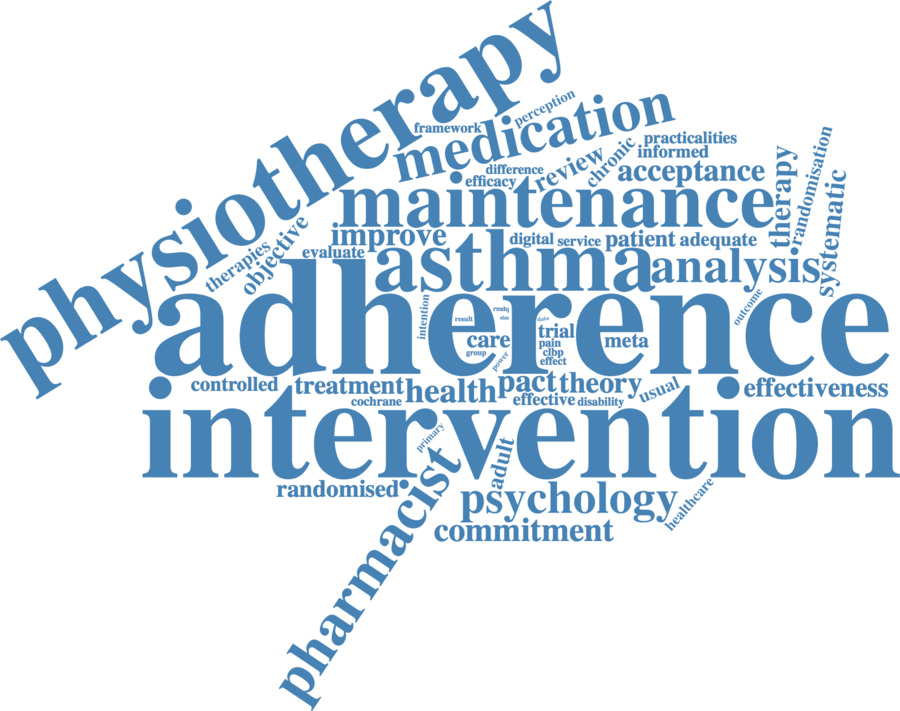 physiotherapy
perception
framework
medication
practicalities
informed
difference
efficacy
review
chronic
acceptance
therapy
randomisation
systematic
maintenance
therapies
objective
improve
evaluate
digital
service
patient
adequate
asthma
analysis
adherence
intention
result
rmdq
size
data
outcome
care
group
power
trial
pain
clbp
effect
meta
controlled
treatment
health
pact
theory
usual
effectiveness
cochrane
effective
disability
intervention
primary
adult
randomised
pharmacist
psychology
healthcare
commitment